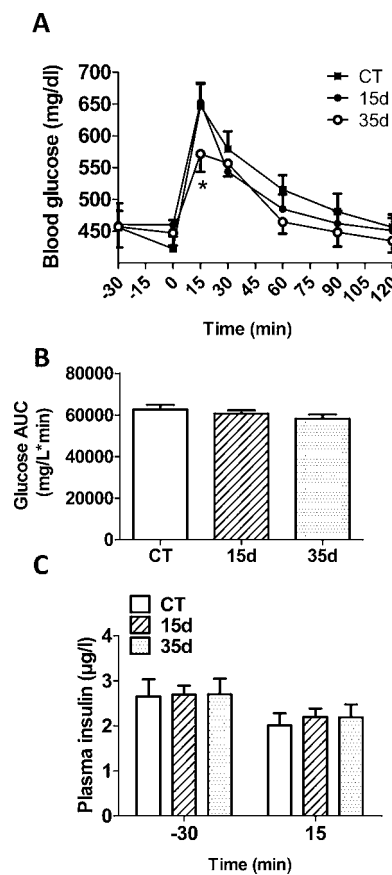 A
Blood glucose (mg/dl)
700
650
600
550
500
450
CT
15d
35d
*
-30
-15
0
15
30
45
60
75
90
105
120
Time (min)
B
Glucose AUC
(mg/L*min)
80000
60000
40000
20000
0
CT
15d
35d
C
CT
15d
35d
Plasma insulin (µg/l)
4
3
2
1
0
-30
15
Time (min)